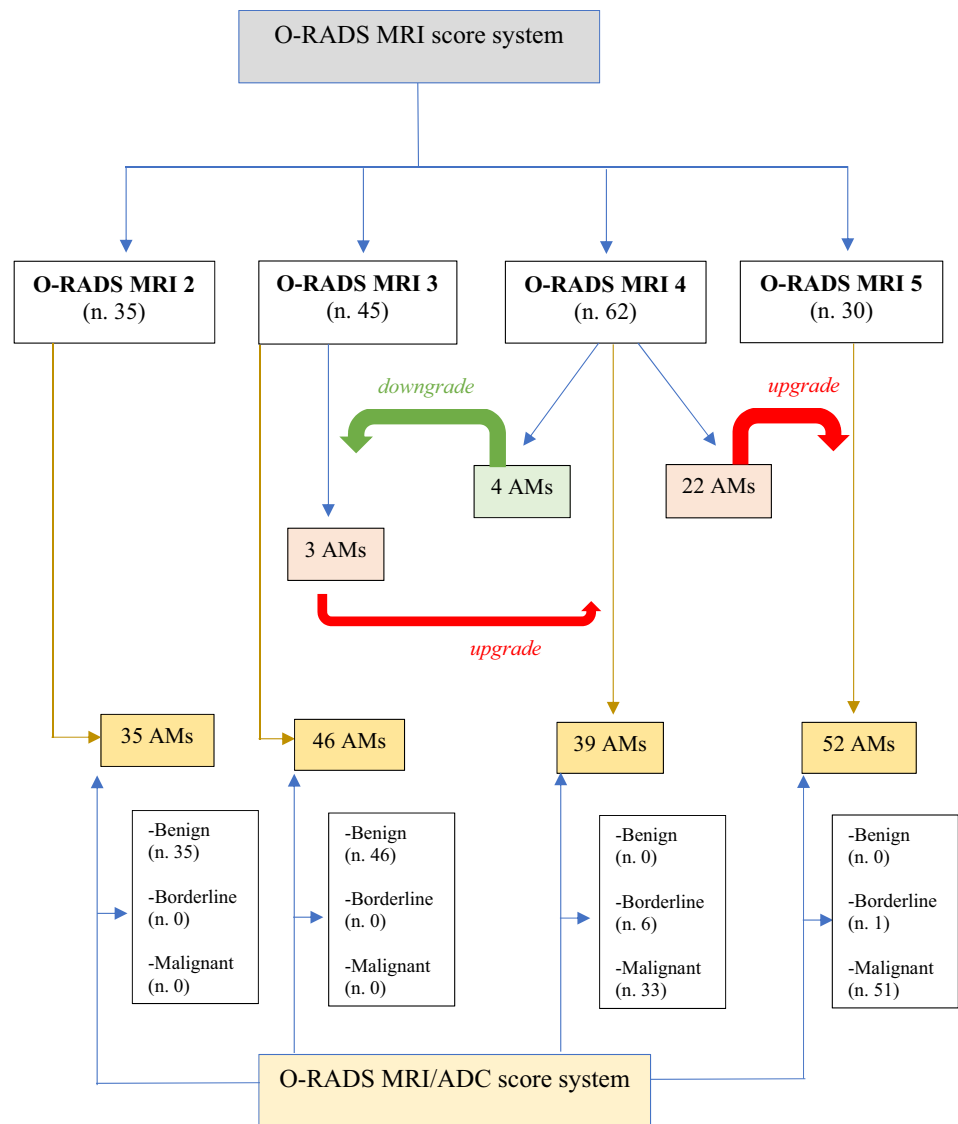 O-RADS MRI score system
O-RADS MRI 2
(n. 35)
O-RADS MRI 3
(n. 45)
O-RADS MRI 4
(n. 62)
O-RADS MRI 5
(n. 30)
downgrade
upgrade
4 AMs
22 AMs
3 AMs
upgrade
35 AMs
46 AMs
39 AMs
52 AMs
-Benign
(n. 35)
-Borderline
(n. 0)
-Malignant
(n. 0)
-Benign
(n. 46)
-Borderline
(n. 0)
-Malignant
(n. 0)
-Benign
(n. 0)
-Borderline
(n. 6)
-Malignant
(n. 33)
-Benign
(n. 0)
-Borderline
(n. 1)
-Malignant
(n. 51)
O-RADS MRI/ADC score system